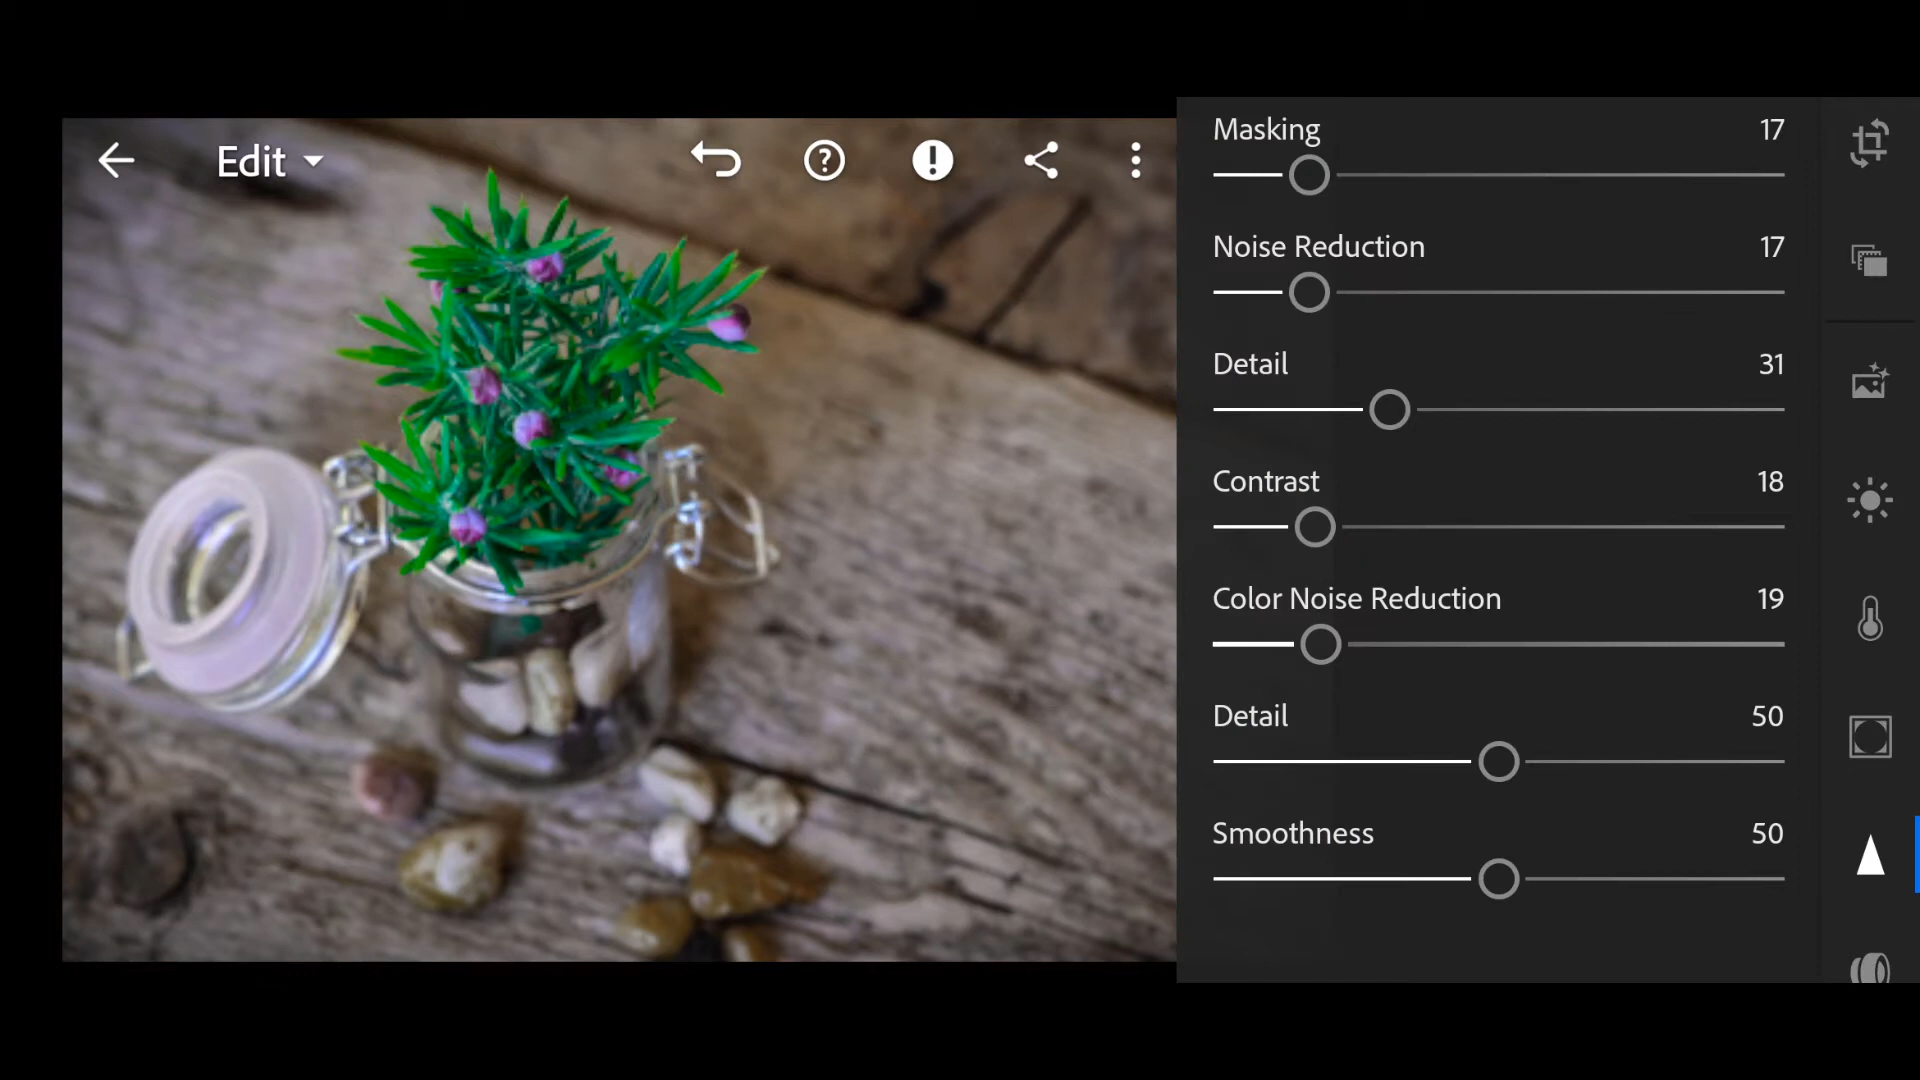 Edit
Masking 17
Noise Reduction 17
Detail 31
Contrast 18
Color Noise Reduction 19
Detail 50
Smoothness 50